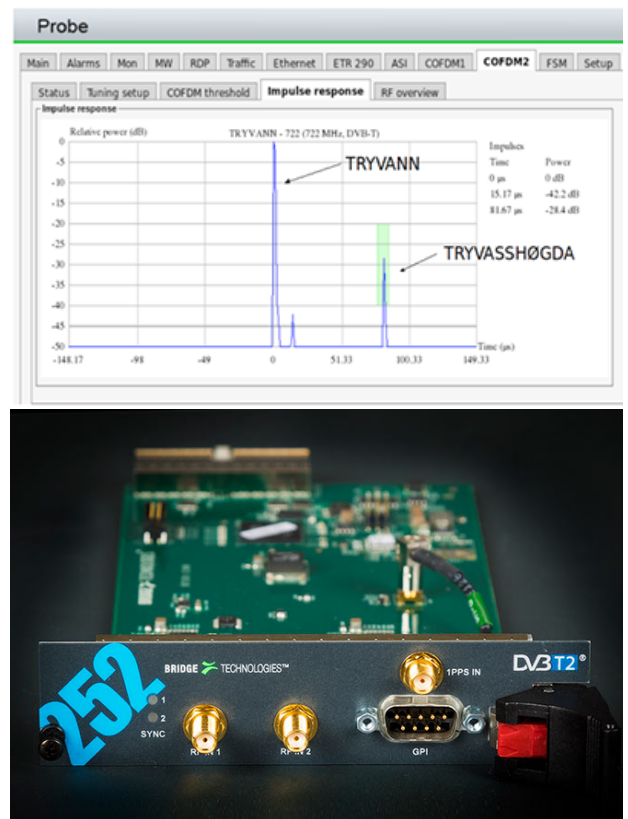 Probe
Main Alarms Mon MW RDP Traffic Ethernet ETR 290 ASI COFDM1 COFDM2 FSM Setup
Status Tuning setup COFDM threshold Impulse response RF overview
Impulse response
Relative power (dB) TRYVANN - 722 (722 MHz, DVB-T)
Impulses
Time Power
0 µs 0 dB
15.17 µs -42.2 dB
81.67 µs -28.4 dB
0
-5
-10
-15
-20
-25
-30
-35
-40
-45
-50
TRYVANN
TRYVASSHØGDA
Time (µs)
-148.17 -98 -49 0 51.33 100.33 149.33
252
BRIDGE TECHNOLOGIES™
1
2
SYNC
RF IN 1
RF IN 2
1PPS IN
GPI
DVB T2®